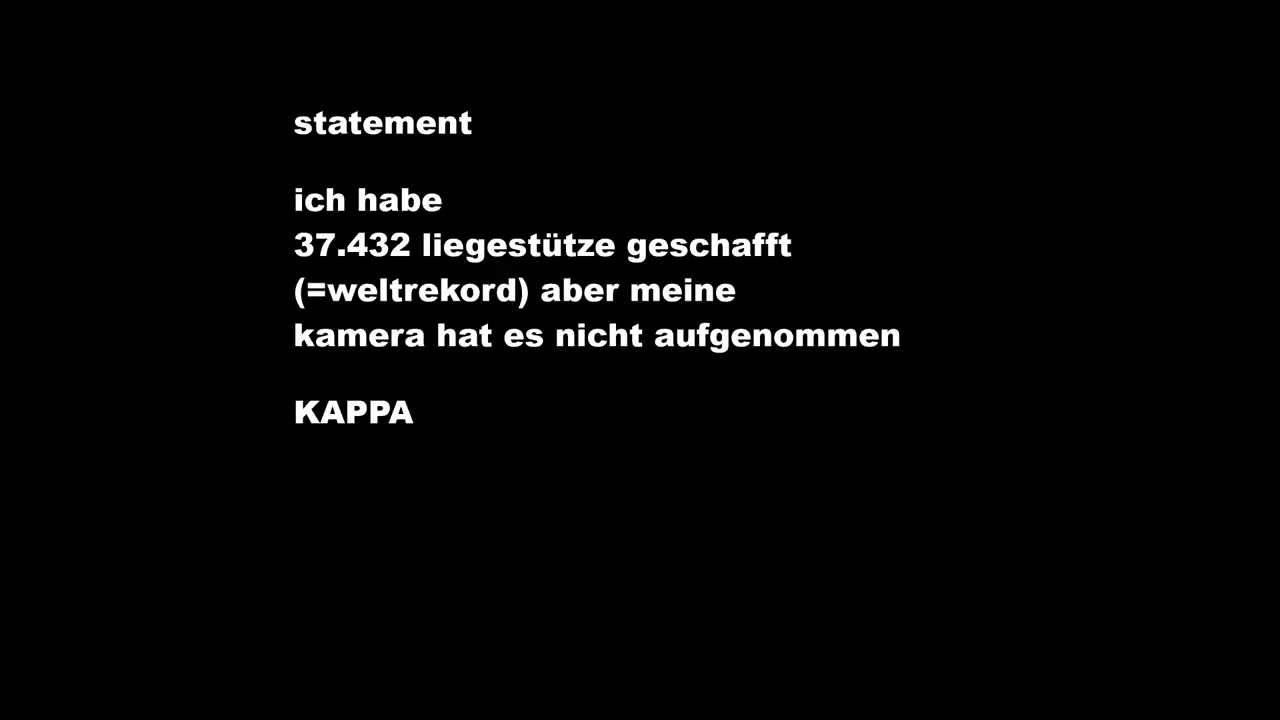 statement
ich habe
37.432 liegestütze geschafft
(=weltrekord) aber meine
kamera hat es nicht aufgenommen
KAPPA